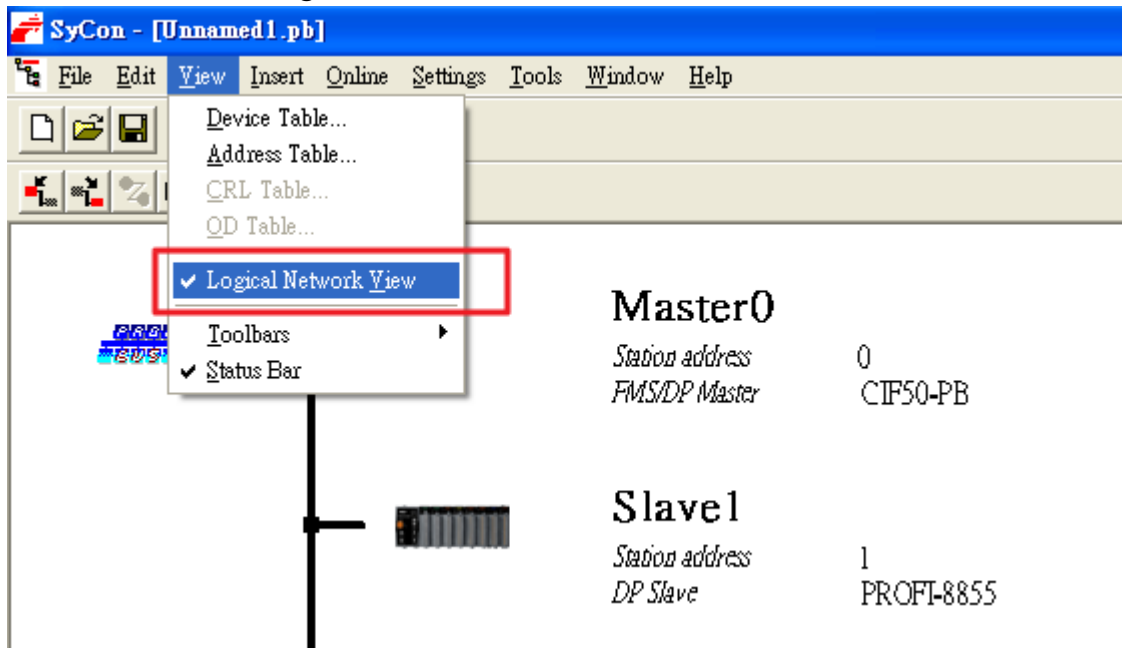 SyCon - [Unnamed1.pb]
File Edit View Insert Online Settings Tools Window Help
Device Table...
Address Table...
CRL Table...
OD Table...
Logical Network View
Toolbars
Status Bar
Master0
Station address 0
FMS/DP Master CIF50-PB
Slave1
Station address 1
DP Slave PROFI-8855